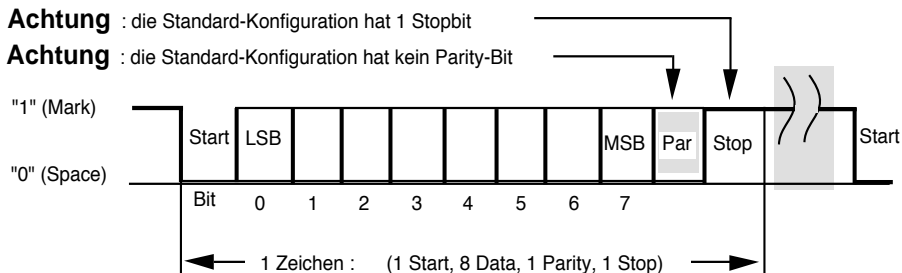 Achtung : die Standard-Konfiguration hat 1 Stopbit
Achtung : die Standard-Konfiguration hat kein Parity-Bit
"1" (Mark)
Start LSB MSB Par Stop Start
"0" (Space)
Bit 0 1 2 3 4 5 6 7
1 Zeichen : (1 Start, 8 Data, 1 Parity, 1 Stop)